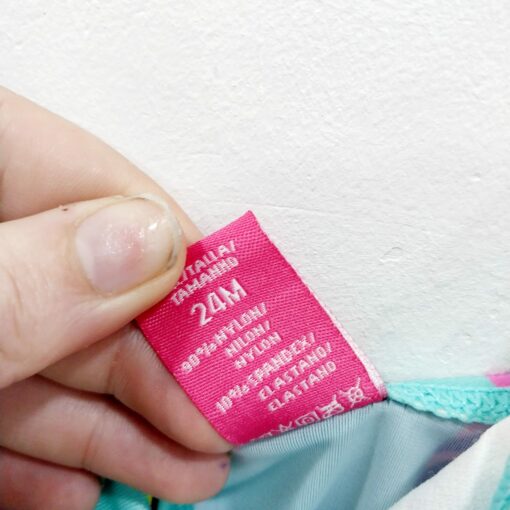 /TALLA/
TAMANHO
24M
90% NYLON/
NILON/
NYLON
10% SPANDEX/
ELASTANO/
ELASTANO